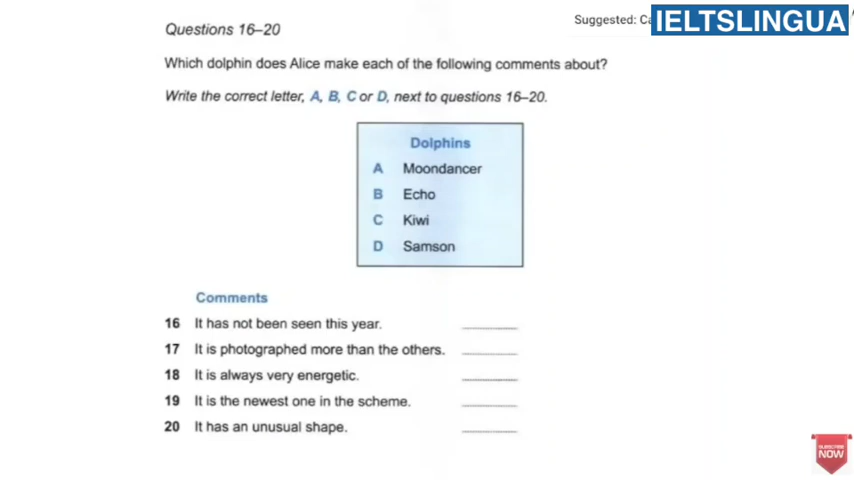 Suggested:
IELTSLINGUA
Questions 16–20
Which dolphin does Alice make each of the following comments about?
Write the correct letter, A, B, C or D, next to questions 16–20.
Dolphins
A Moondancer
B Echo
C Kiwi
D Samson
Comments
16 It has not been seen this year.
17 It is photographed more than the others.
18 It is always very energetic.
19 It is the newest one in the scheme.
20 It has an unusual shape.
SUBSCRIBE
NOW